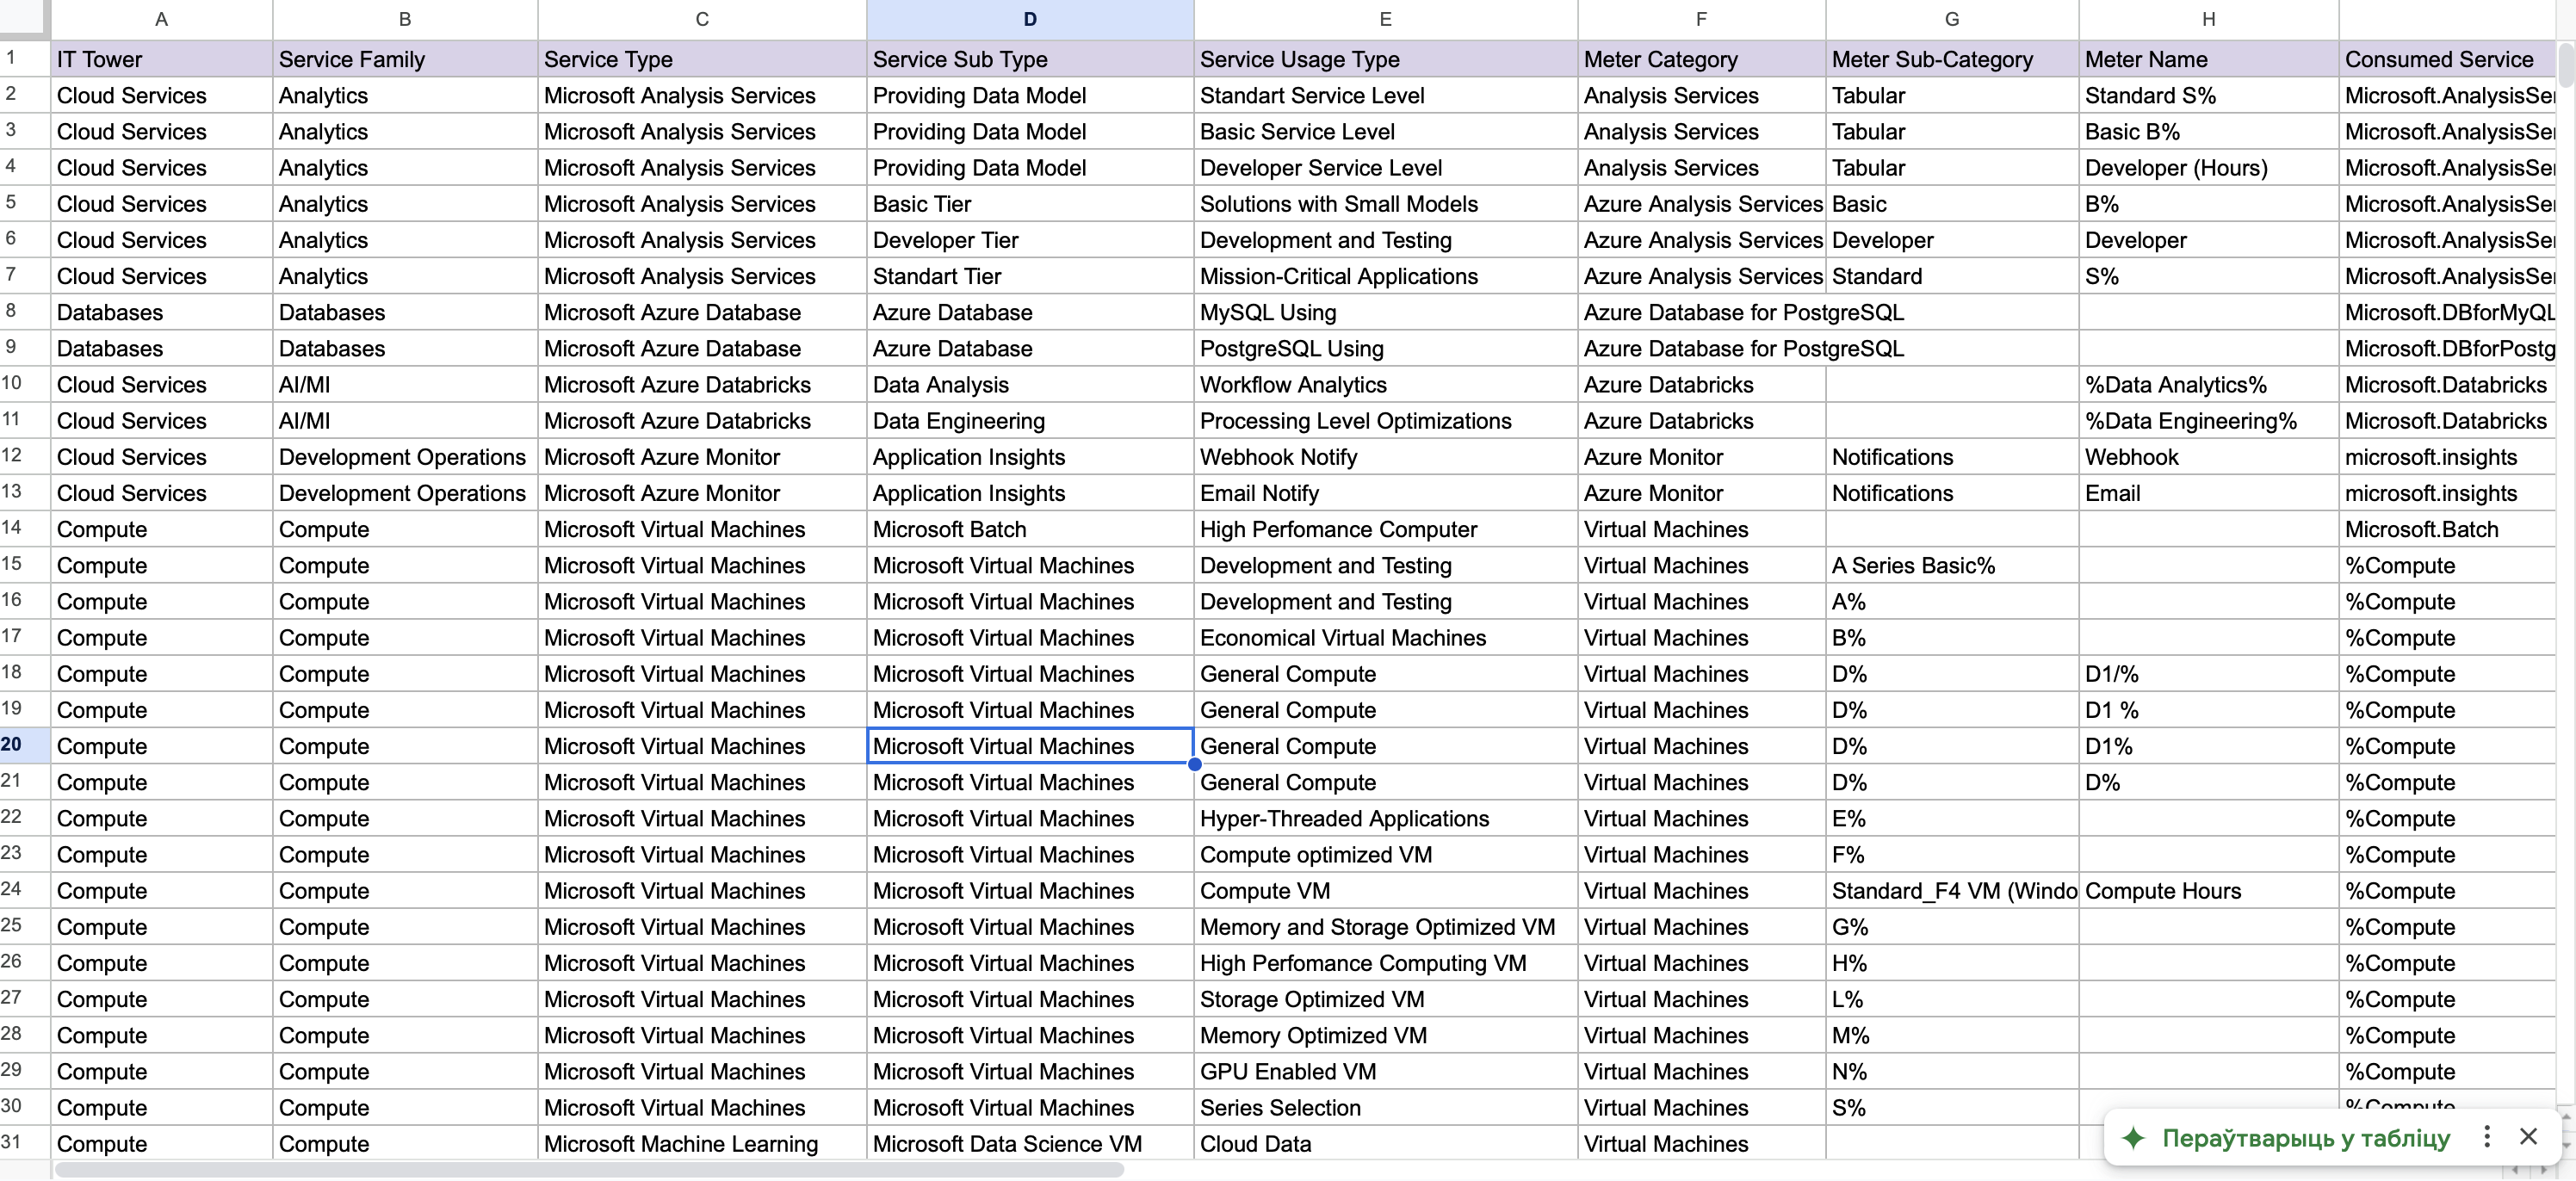 A B C D E F G H
1 IT Tower Service Family Service Type Service Sub Type Service Usage Type Meter Category Meter Sub-Category Meter Name Consumed Service
2 Cloud Services Analytics Microsoft Analysis Services Providing Data Model Standart Service Level Analysis Services Tabular Standard S% Microsoft.AnalysisSer
3 Cloud Services Analytics Microsoft Analysis Services Providing Data Model Basic Service Level Analysis Services Tabular Basic B% Microsoft.AnalysisSer
4 Cloud Services Analytics Microsoft Analysis Services Providing Data Model Developer Service Level Analysis Services Tabular Developer (Hours) Microsoft.AnalysisSer
5 Cloud Services Analytics Microsoft Analysis Services Basic Tier Solutions with Small Models Azure Analysis Services Basic B% Microsoft.AnalysisSer
6 Cloud Services Analytics Microsoft Analysis Services Developer Tier Development and Testing Azure Analysis Services Developer Developer Microsoft.AnalysisSer
7 Cloud Services Analytics Microsoft Analysis Services Standart Tier Mission-Critical Applications Azure Analysis Services Standard S% Microsoft.AnalysisSer
8 Databases Databases Microsoft Azure Database Azure Database MySQL Using Azure Database for PostgreSQL Microsoft.DBforMyQL
9 Databases Databases Microsoft Azure Database Azure Database PostgreSQL Using Azure Database for PostgreSQL Microsoft.DBforPostg
10 Cloud Services AI/MI Microsoft Azure Databricks Data Analysis Workflow Analytics Azure Databricks %Data Analytics% Microsoft.Databricks
11 Cloud Services AI/MI Microsoft Azure Databricks Data Engineering Processing Level Optimizations Azure Databricks %Data Engineering% Microsoft.Databricks
12 Cloud Services Development Operations Microsoft Azure Monitor Application Insights Webhook Notify Azure Monitor Notifications Webhook microsoft.insights
13 Cloud Services Development Operations Microsoft Azure Monitor Application Insights Email Notify Azure Monitor Notifications Email microsoft.insights
14 Compute Compute Microsoft Virtual Machines Microsoft Batch High Perfomance Computer Virtual Machines Microsoft.Batch
15 Compute Compute Microsoft Virtual Machines Microsoft Virtual Machines Development and Testing Virtual Machines A Series Basic% %Compute
16 Compute Compute Microsoft Virtual Machines Microsoft Virtual Machines Development and Testing Virtual Machines A% %Compute
17 Compute Compute Microsoft Virtual Machines Microsoft Virtual Machines Economical Virtual Machines Virtual Machines B% %Compute
18 Compute Compute Microsoft Virtual Machines Microsoft Virtual Machines General Compute Virtual Machines D% D1/% %Compute
19 Compute Compute Microsoft Virtual Machines Microsoft Virtual Machines General Compute Virtual Machines D% D1 % %Compute
20 Compute Compute Microsoft Virtual Machines Microsoft Virtual Machines General Compute Virtual Machines D% D1% %Compute
21 Compute Compute Microsoft Virtual Machines Microsoft Virtual Machines General Compute Virtual Machines D% D% %Compute
22 Compute Compute Microsoft Virtual Machines Microsoft Virtual Machines Hyper-Threaded Applications Virtual Machines E% %Compute
23 Compute Compute Microsoft Virtual Machines Microsoft Virtual Machines Compute optimized VM Virtual Machines F% %Compute
24 Compute Compute Microsoft Virtual Machines Microsoft Virtual Machines Compute VM Virtual Machines Standard_F4 VM (Windo Compute Hours %Compute
25 Compute Compute Microsoft Virtual Machines Microsoft Virtual Machines Memory and Storage Optimized VM Virtual Machines G% %Compute
26 Compute Compute Microsoft Virtual Machines Microsoft Virtual Machines High Perfomance Computing VM Virtual Machines H% %Compute
27 Compute Compute Microsoft Virtual Machines Microsoft Virtual Machines Storage Optimized VM Virtual Machines L% %Compute
28 Compute Compute Microsoft Virtual Machines Microsoft Virtual Machines Memory Optimized VM Virtual Machines M% %Compute
29 Compute Compute Microsoft Virtual Machines Microsoft Virtual Machines GPU Enabled VM Virtual Machines N% %Compute
30 Compute Compute Microsoft Virtual Machines Microsoft Virtual Machines Series Selection Virtual Machines S% %Compute
31 Compute Compute Microsoft Machine Learning Microsoft Data Science VM Cloud Data Virtual Machines
Пераўтварыць у табліцу